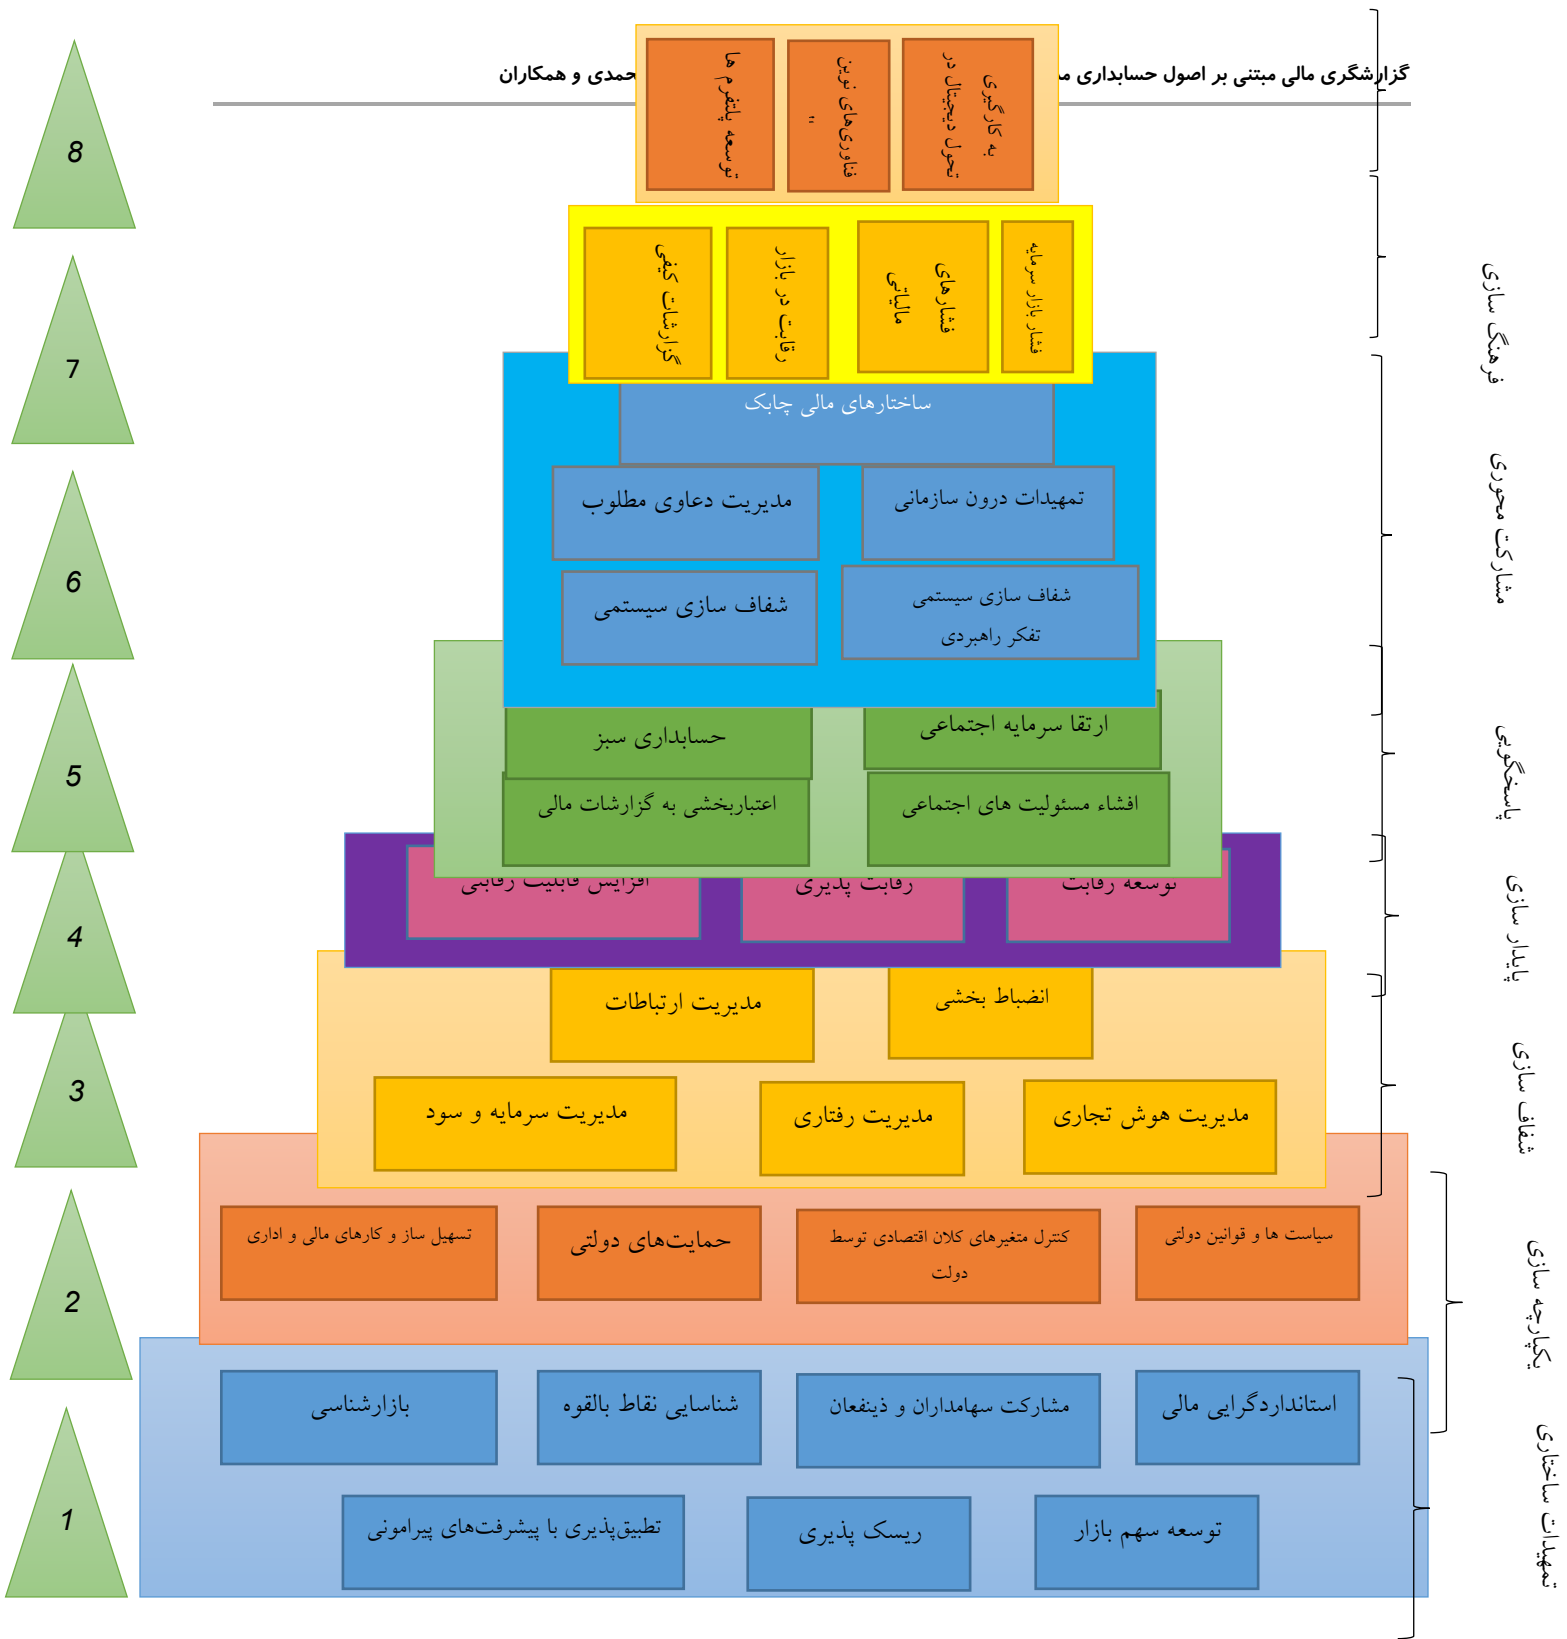 گزارشگری مالی مبتنی بر اصول حسابداری
حمدی و همکاران
به کارگیری
تحول دیجیتال در
فناوری‌های نوین
توسعه پلتفرم ها
8
فشار بازار سرمایه
فشارهای
مالیاتی
رقابت در بازار
گزارشات کیفی
7
فرهنگ سازی
ساختارهای مالی چابک
تمهیدات درون سازمانی
مدیریت دعاوی مطلوب
شفاف سازی سیستمی
تفکر راهبردی
شفاف سازی سیستمی
6
مشارکت محوری
ارتقا سرمایه اجتماعی
حسابداری سبز
افشاء مسئولیت های اجتماعی
اعتباربخشی به گزارشات مالی
5
پاسخگویی
توسعه رقابت
رقابت پذیری
افزایش قابلیت رقابتی
4
پایدار سازی
انضباط بخشی
مدیریت ارتباطات
مدیریت هوش تجاری
مدیریت رفتاری
مدیریت سرمایه و سود
3
شفاف سازی
سیاست ها و قوانین دولتی
کنترل متغیرهای کلان اقتصادی توسط
دولت
حمایت‌های دولتی
تسهیل ساز و کارهای مالی و اداری
2
یکپارچه سازی
استانداردگرایی مالی
مشارکت سهامداران و ذینفعان
شناسایی نقاط بالقوه
بازارشناسی
توسعه سهم بازار
ریسک پذیری
تطبیق‌پذیری با پیشرفت‌های پیرامونی
1
تمهیدات ساختاری